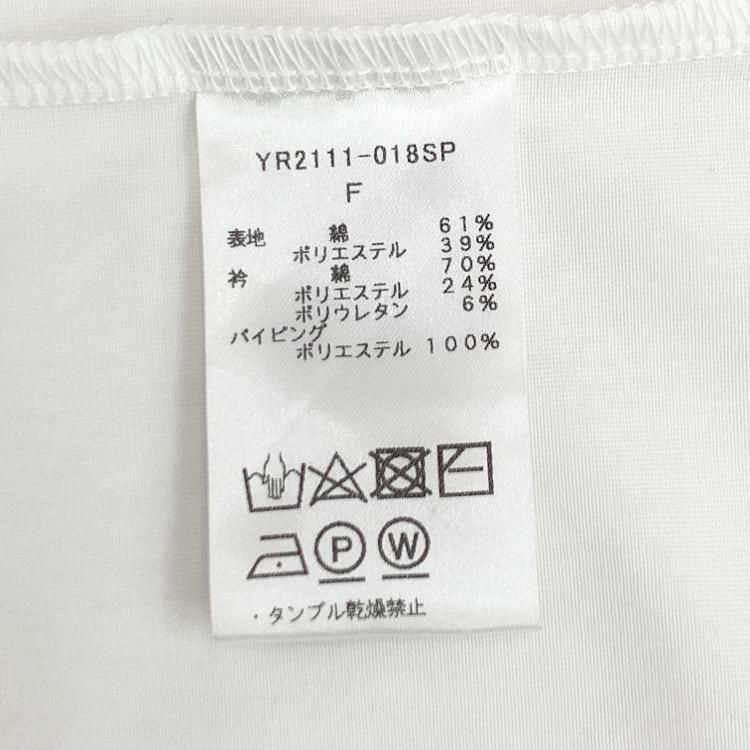 YR2111-018SP
F
表地 綿 61%
ポリエステル 39%
衿 綿 70%
ポリエステル 24%
ポリウレタン 6%
パイピング
ポリエステル 100%
P W
・タンブル乾燥禁止